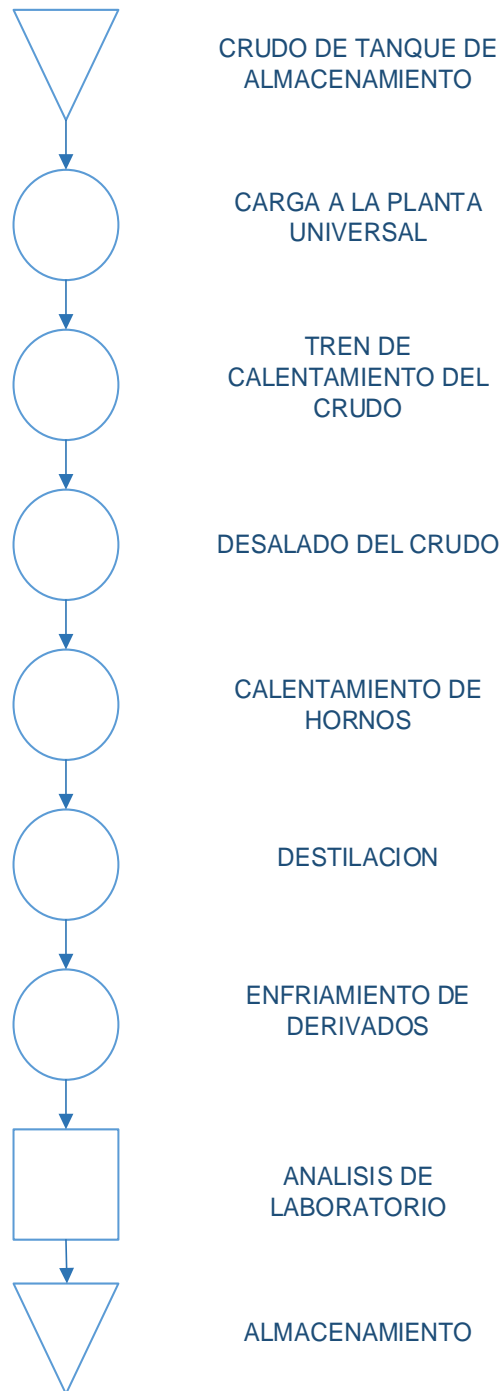 CRUDO DE TANQUE DE
ALMACENAMIENTO
CARGA A LA PLANTA
UNIVERSAL
TREN DE
CALENTAMIENTO DEL
CRUDO
DESALADO DEL CRUDO
CALENTAMIENTO DE
HORNOS
DESTILACION
ENFRIAMIENTO DE
DERIVADOS
ANALISIS DE
LABORATORIO
ALMACENAMIENTO